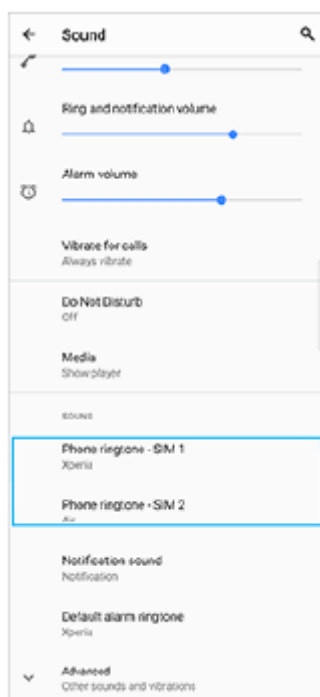 Sound
Ring and notification volume
Alarm volume
Vibrate for calls
Always vibrate
Do Not Disturb
Off
Media
Show player
SOUND
Phone ringtone - SIM 1
Xperia
Phone ringtone - SIM 2
Air
Notification sound
Notification
Default alarm ringtone
Xperia
Advanced
Other sounds and vibrations